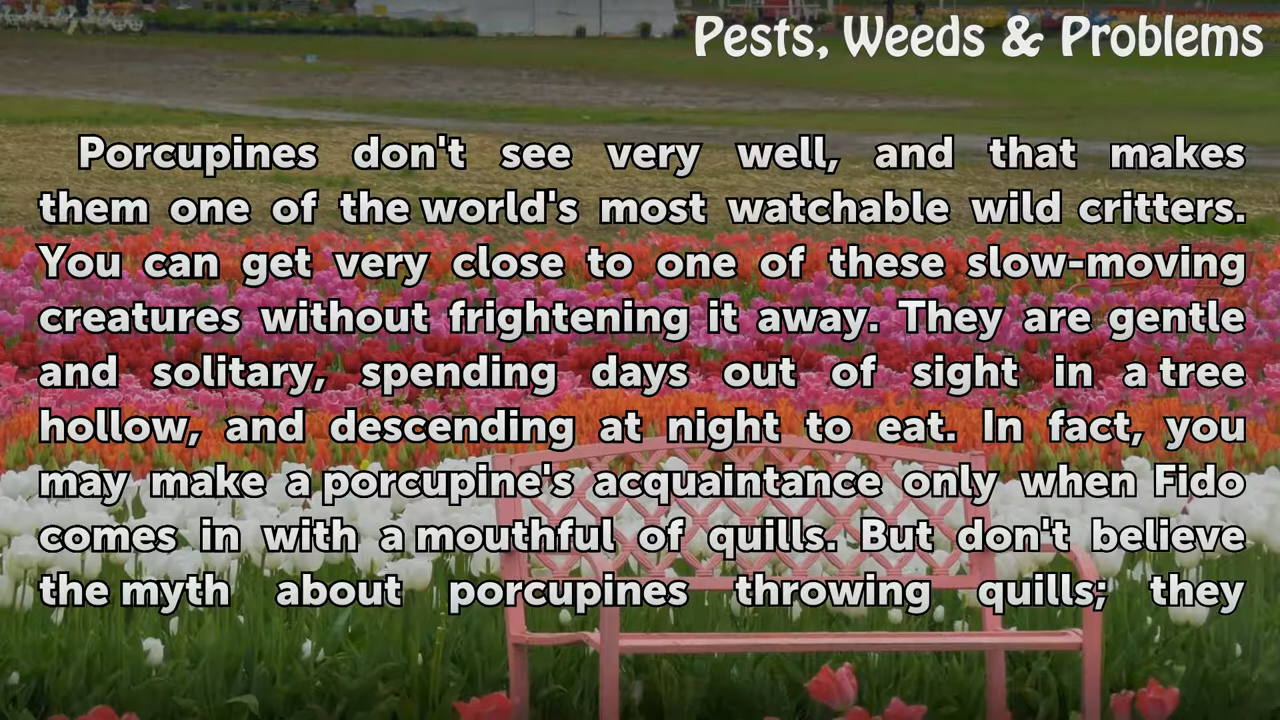 Pests, Weeds & Problems
Porcupines don't see very well, and that makes
them one of the world's most watchable wild critters.
You can get very close to one of these slow-moving
creatures without frightening it away. They are gentle
and solitary, spending days out of sight in a tree
hollow, and descending at night to eat. In fact, you
may make a porcupine's acquaintance only when Fido
comes in with a mouthful of quills. But don't believe
the myth about porcupines throwing quills; they